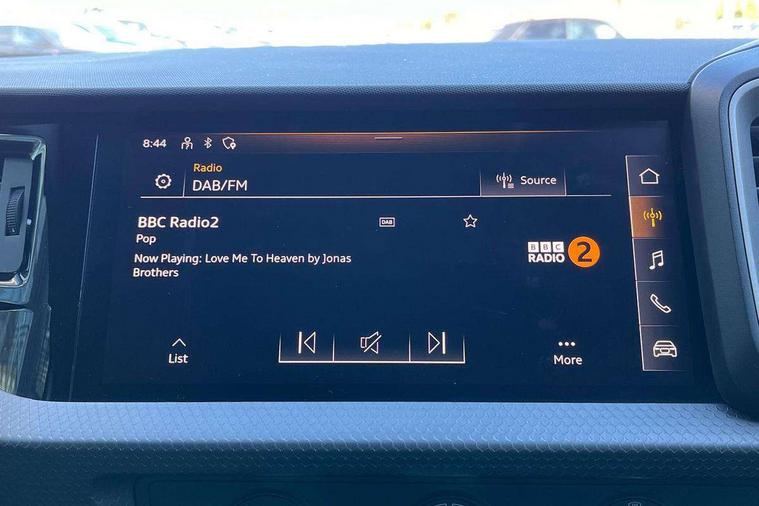 8:44
Radio
DAB/FM
Source
BBC Radio2
DAB
Pop
Now Playing: Love Me To Heaven by Jonas
Brothers
BBC
RADIO 2
List
More